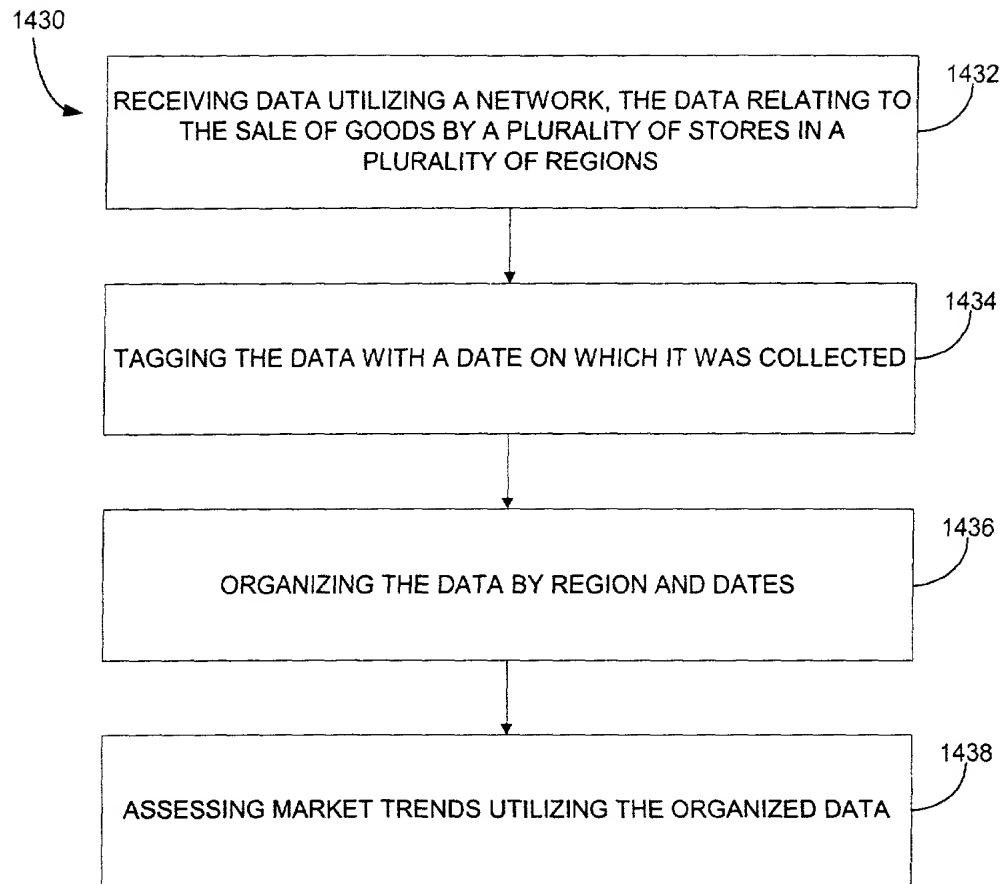 1430
1432
RECEIVING DATA UTILIZING A NETWORK, THE DATA RELATING TO
THE SALE OF GOODS BY A PLURALITY OF STORES IN A
PLURALITY OF REGIONS
1434
TAGGING THE DATA WITH A DATE ON WHICH IT WAS COLLECTED
1436
ORGANIZING THE DATA BY REGION AND DATES
1438
ASSESSING MARKET TRENDS UTILIZING THE ORGANIZED DATA